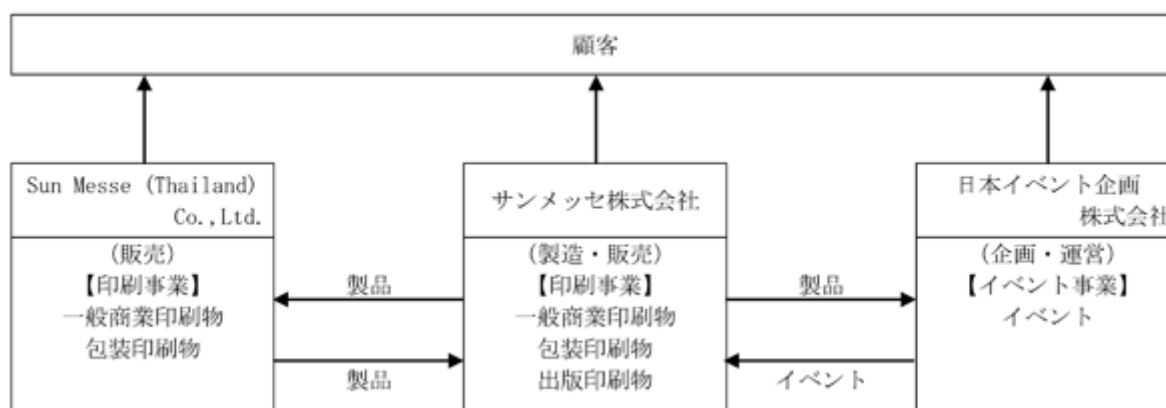 顧客
Sun Messe (Thailand)
Co.,Ltd.
(販売)
【印刷事業】
一般商業印刷物
包装印刷物
製品
製品
サンメッセ株式会社
(製造・販売)
【印刷事業】
一般商業印刷物
包装印刷物
出版印刷物
製品
イベント
日本イベント企画
株式会社
(企画・運営)
【イベント事業】
イベント